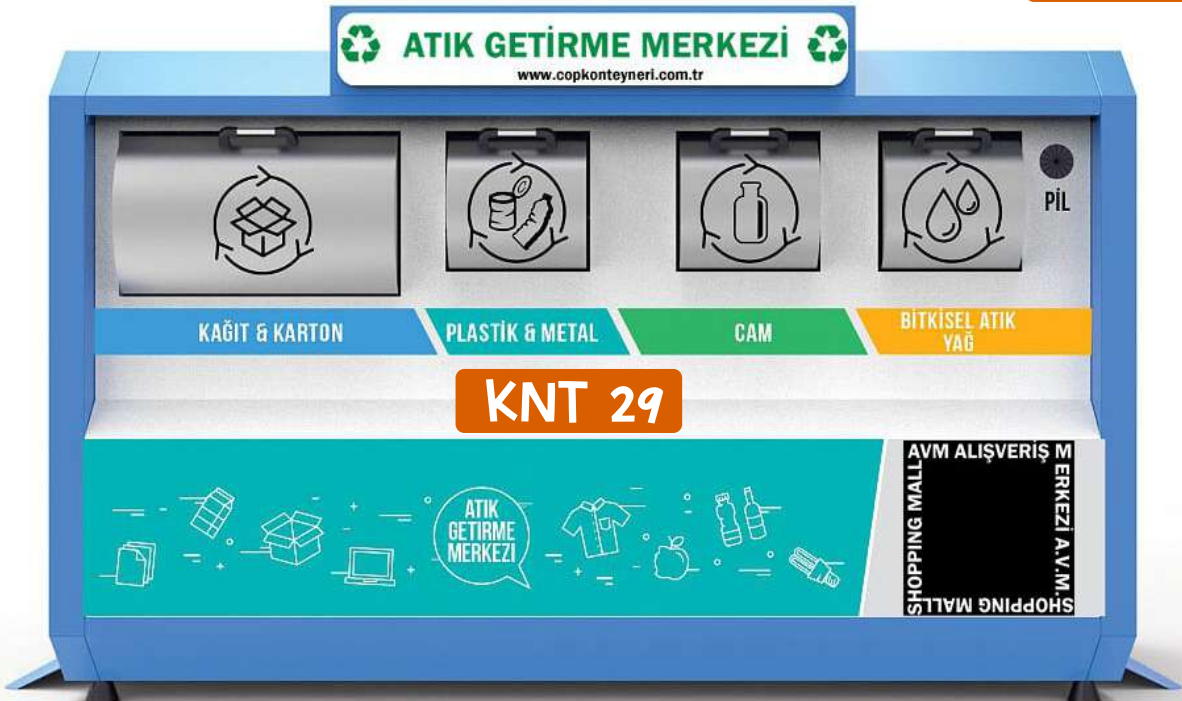 ATIK GETİRME MERKEZİ
www.copkonteyneri.com.tr
PİL
KAĞIT & KARTON
PLASTİK & METAL
CAM
BİTKİSEL ATIK
YAĞ
KNT 29
ATIK
GETİRME
MERKEZİ
AVM ALIŞVERİŞ M
ERKEZİ A.V.M.
SHOPPING MALLL
SHOPPING MALL